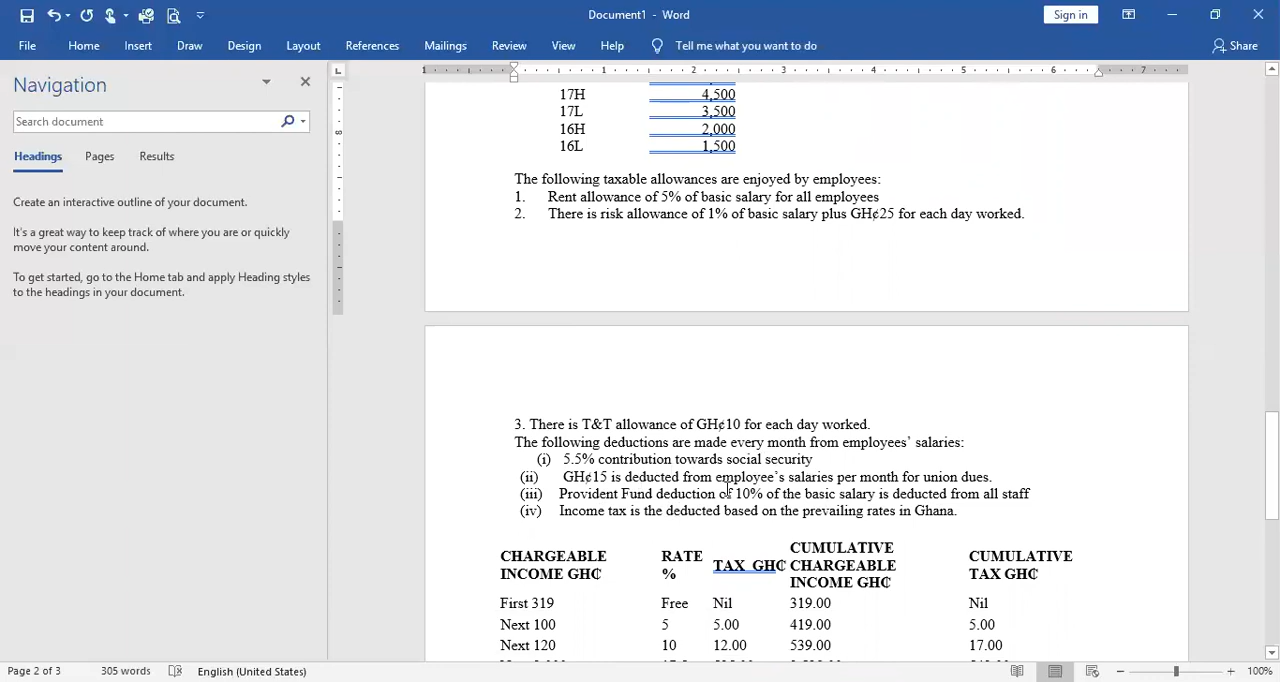 Document1 - Word
Sign in
File Home Insert Draw Design Layout References Mailings Review View Help Tell me what you want to do Share
Navigation
Search document
Headings Pages Results
Create an interactive outline of your document.
It's a great way to keep track of where you are or quickly
move your content around.
To get started, go to the Home tab and apply Heading styles
to the headings in your document.
1 1 2 3 4 5 6 7
8
17H 4,500
17L 3,500
16H 2,000
16L 1,500
The following taxable allowances are enjoyed by employees:
1. Rent allowance of 5% of basic salary for all employees
2. There is risk allowance of 1% of basic salary plus GH¢25 for each day worked.
3. There is T&T allowance of GH¢10 for each day worked.
The following deductions are made every month from employees’ salaries:
(i) 5.5% contribution towards social security
(ii) GH¢15 is deducted from employee’s salaries per month for union dues.
(iii) Provident Fund deduction of 10% of the basic salary is deducted from all staff
(iv) Income tax is the deducted based on the prevailing rates in Ghana.
CHARGEABLE INCOME GH₵ RATE % TAX GH₵ CUMULATIVE CHARGEABLE INCOME GH₵ CUMULATIVE TAX GH₵
First 319 Free Nil 319.00 Nil
Next 100 5 5.00 419.00 5.00
Next 120 10 12.00 539.00 17.00
Page 2 of 3 305 words English (United States) 100%